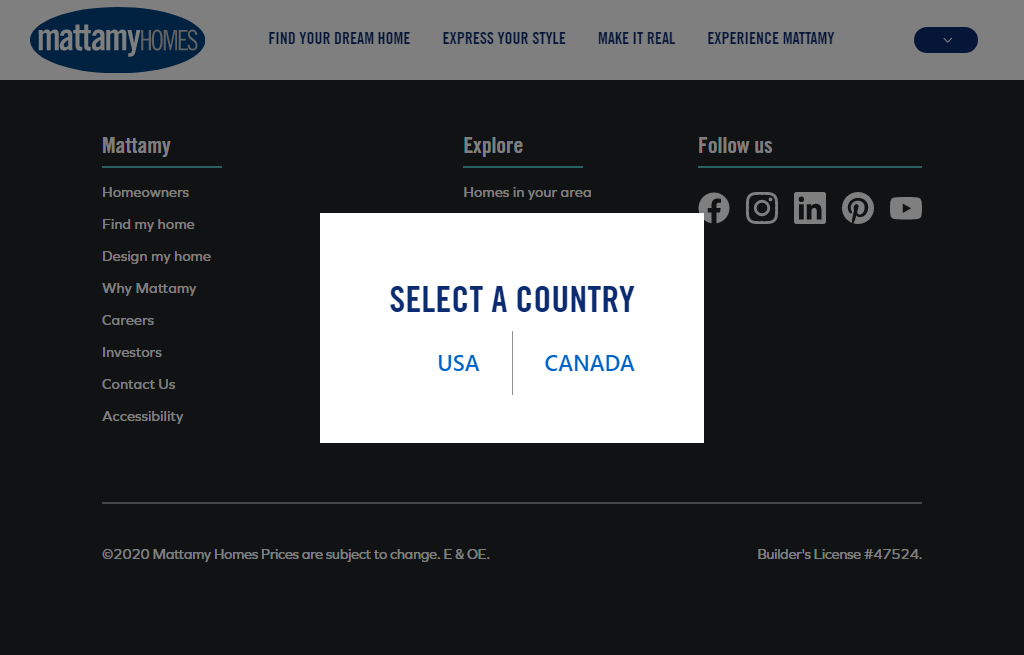 mattamyHOMES
FIND YOUR DREAM HOME
EXPRESS YOUR STYLE
MAKE IT REAL
EXPERIENCE MATTAMY
Mattamy
Homeowners
Find my home
Design my home
Why Mattamy
Careers
Investors
Contact Us
Accessibility
Explore
Homes in your area
Follow us
SELECT A COUNTRY
USA
CANADA
©2020 Mattamy Homes Prices are subject to change. E & OE.
Builder's License #47524.